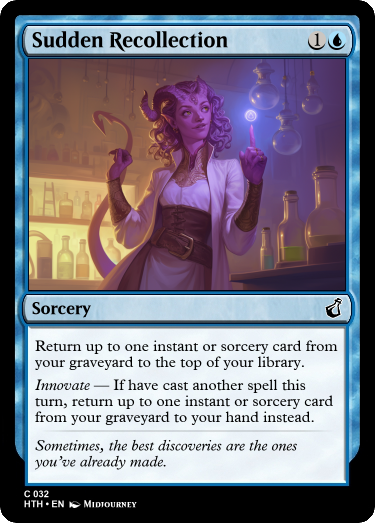 Sudden Recollection 1
Sorcery
Return up to one instant or sorcery card from
your graveyard to the top of your library.
Innovate — If have cast another spell this
turn, return up to one instant or sorcery card
from your graveyard to your hand instead.
Sometimes, the best discoveries are the ones
you've already made.
C 032
HTH • EN Midjourney